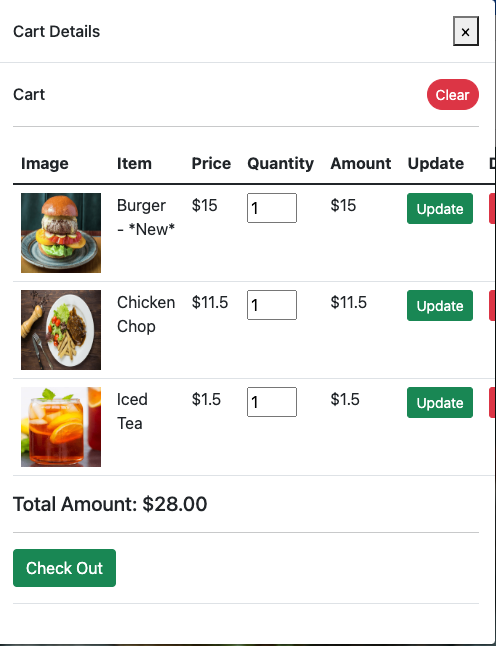 Cart Details
×
Cart
Clear
Image Item Price Quantity Amount Update
Burger $15 1 $15 Update
- *New*
Chicken $11.5 1 $11.5 Update
Chop
Iced $1.5 1 $1.5 Update
Tea
Total Amount: $28.00
Check Out